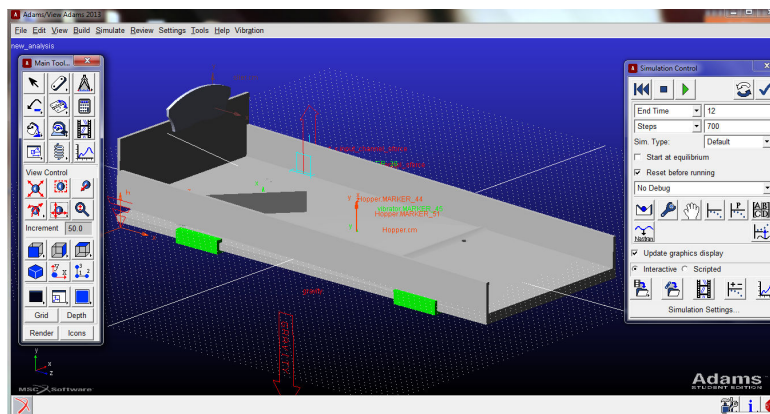 Adams/View Adams 2013
File Edit View Build Simulate Review Settings Tools Help Vibration
new_analysis
Main Tool...
View Control
Increment 50.0
Grid Depth
Render Icons
Hopper.MARKER_44
Hopper.MARKER_51
Hopper.cm
Simulation Control
End Time 12
Steps 700
Sim. Type: Default
Start at equilibrium
Reset before running
No Debug
Nastran
Update graphics display
Interactive Scripted
Simulation Settings...
y
x
z
MSC Software
Adams
STUDENT EDITION